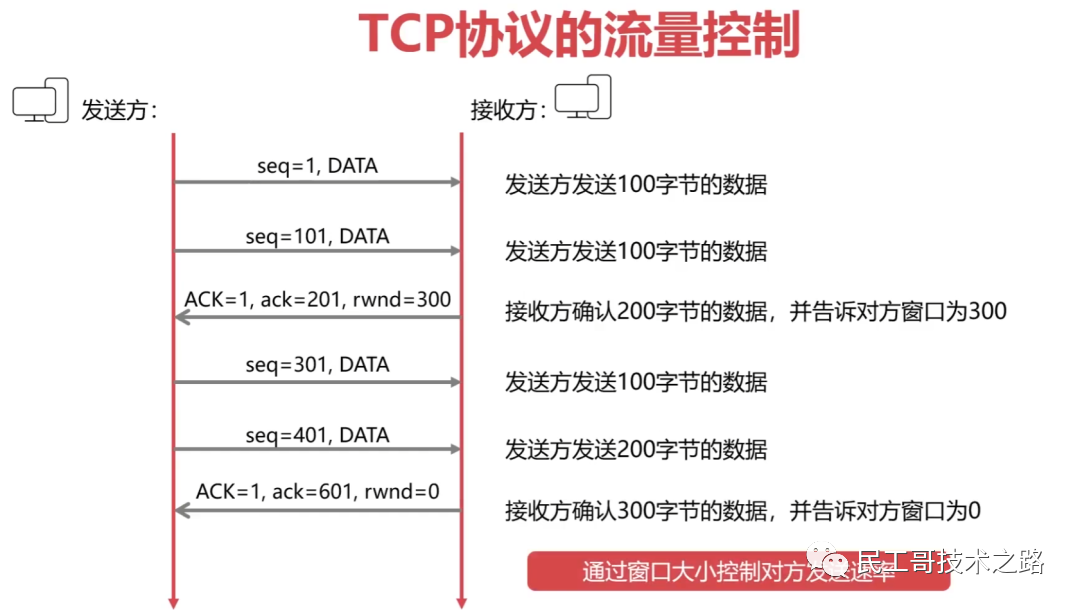 TCP协议的流量控制
发送方：
接收方：
seq=1, DATA
发送方发送100字节的数据
seq=101, DATA
发送方发送100字节的数据
ACK=1, ack=201, rwnd=300
接收方确认200字节的数据，并告诉对方窗口为300
seq=301, DATA
发送方发送100字节的数据
seq=401, DATA
发送方发送200字节的数据
ACK=1, ack=601, rwnd=0
接收方确认300字节的数据，并告诉对方窗口为0
通过窗口大小控制对方发送速率
民工哥技术之路